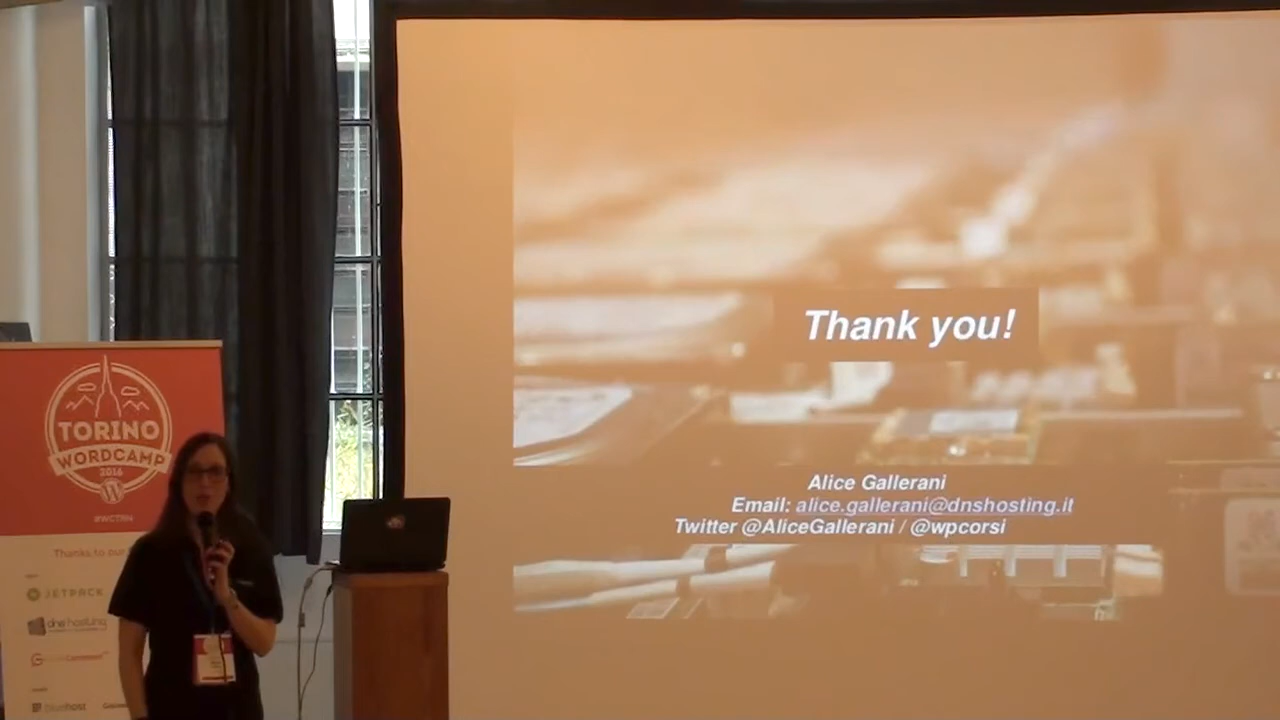 Thank you!
Alice Gallerani
Email: alice.gallerani@dnshosting.it
Twitter @AliceGallerani / @wpcorsi
TORINO
WORDCAMP
2016
#WCTRN
Thanks to our
JETPACK
dnshosting
bluehost